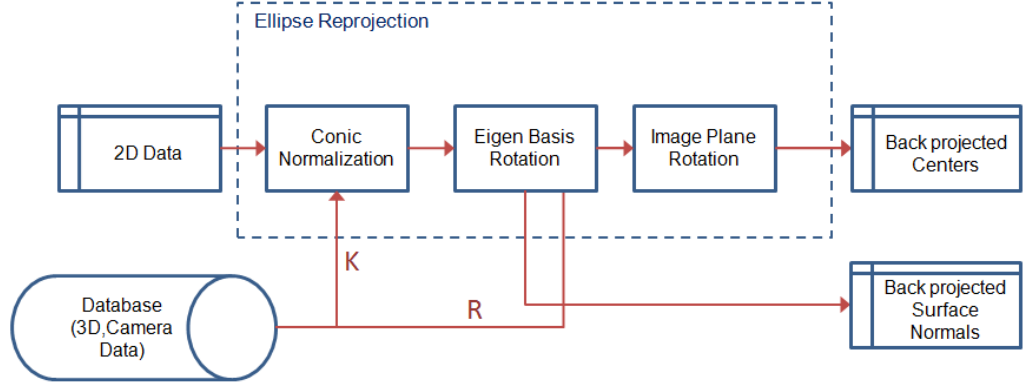 Ellipse Reprojection
2D Data
Conic
Normalization
Eigen Basis
Rotation
Image Plane
Rotation
Back projected
Centers
K
R
Database
(3D,Camera
Data)
Back projected
Surface
Normals